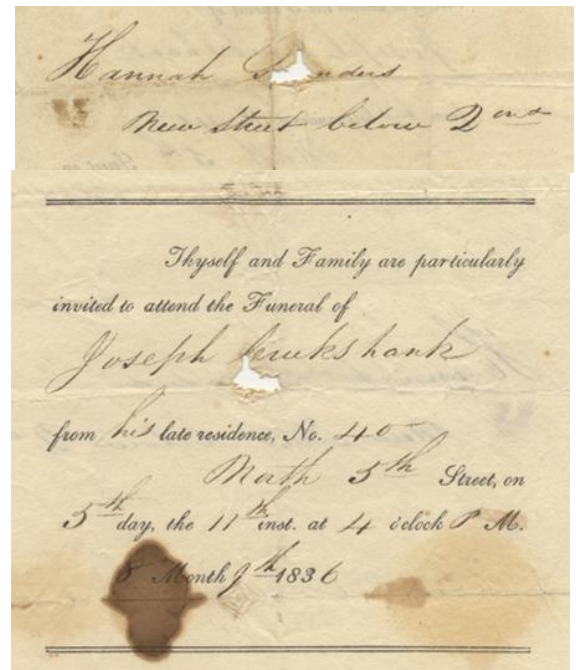 Hannah
New Street below 2nd
Thyself and Family are particularly
invited to attend the Funeral of
Joseph Crukshank
from his late residence, No. 40
North 5th Street, on
5th day, the 11th inst. at 4 o'clock P M.
8 Month 9th 1836